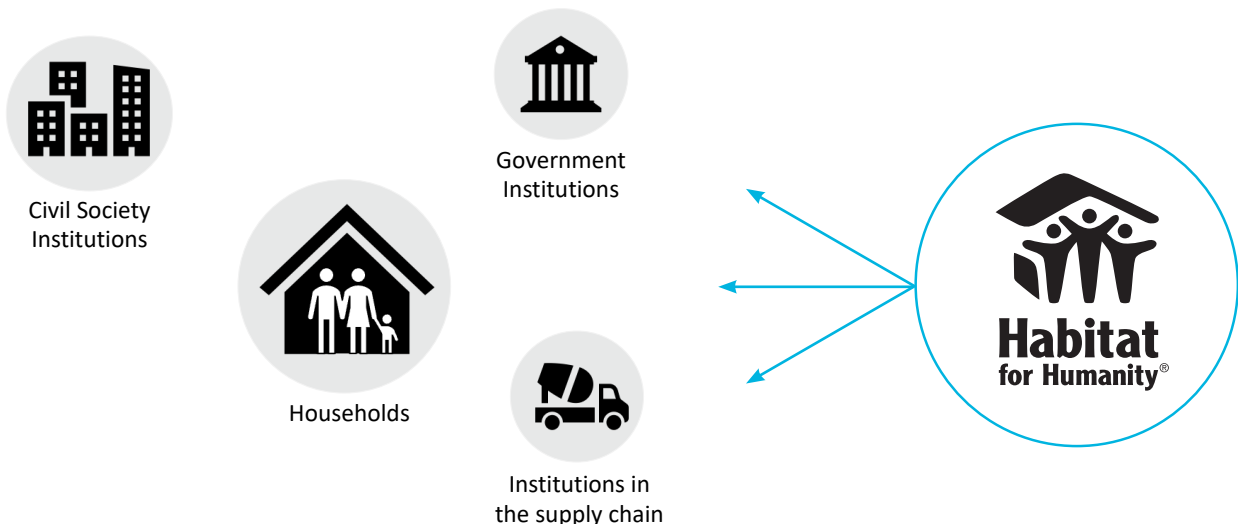 Civil Society
Institutions
Government
Institutions
Households
Institutions in
the supply chain
Habitat
for Humanity®